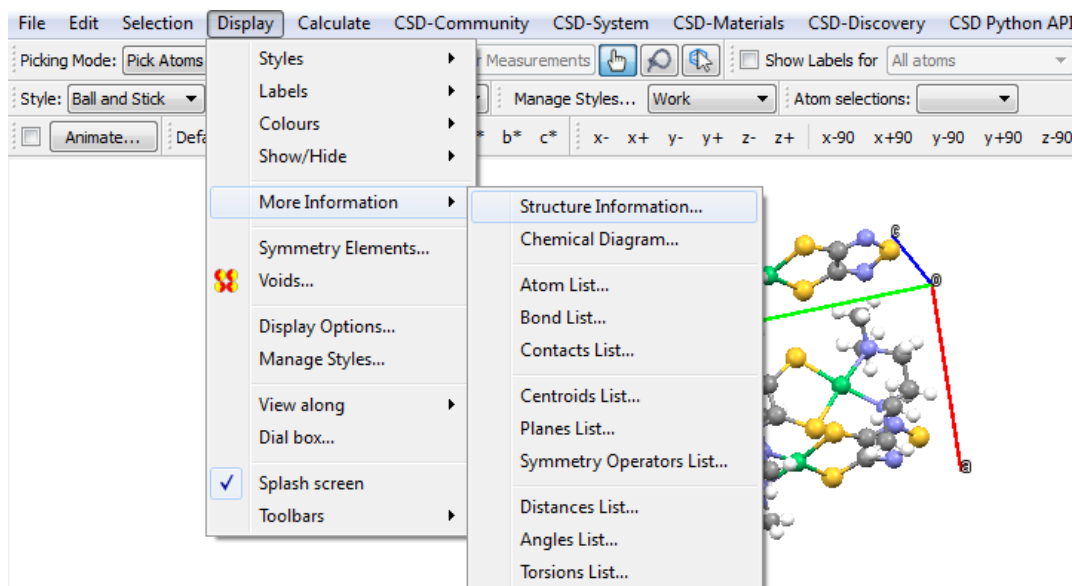 File Edit Selection Display Calculate CSD-Community CSD-System CSD-Materials CSD-Discovery CSD Python API
Picking Mode: Pick Atoms
Measurements
Show Labels for All atoms
Style: Ball and Stick
Manage Styles... Work
Atom selections:
Animate...
b* c* x- x+ y- y+ z- z+ x-90 x+90 y-90 y+90 z-90
Styles
Labels
Colours
Show/Hide
More Information
Symmetry Elements...
Voids...
Display Options...
Manage Styles...
View along
Dial box...
Splash screen
Toolbars
Structure Information...
Chemical Diagram...
Atom List...
Bond List...
Contacts List...
Centroids List...
Planes List...
Symmetry Operators List...
Distances List...
Angles List...
Torsions List...
c
o
a